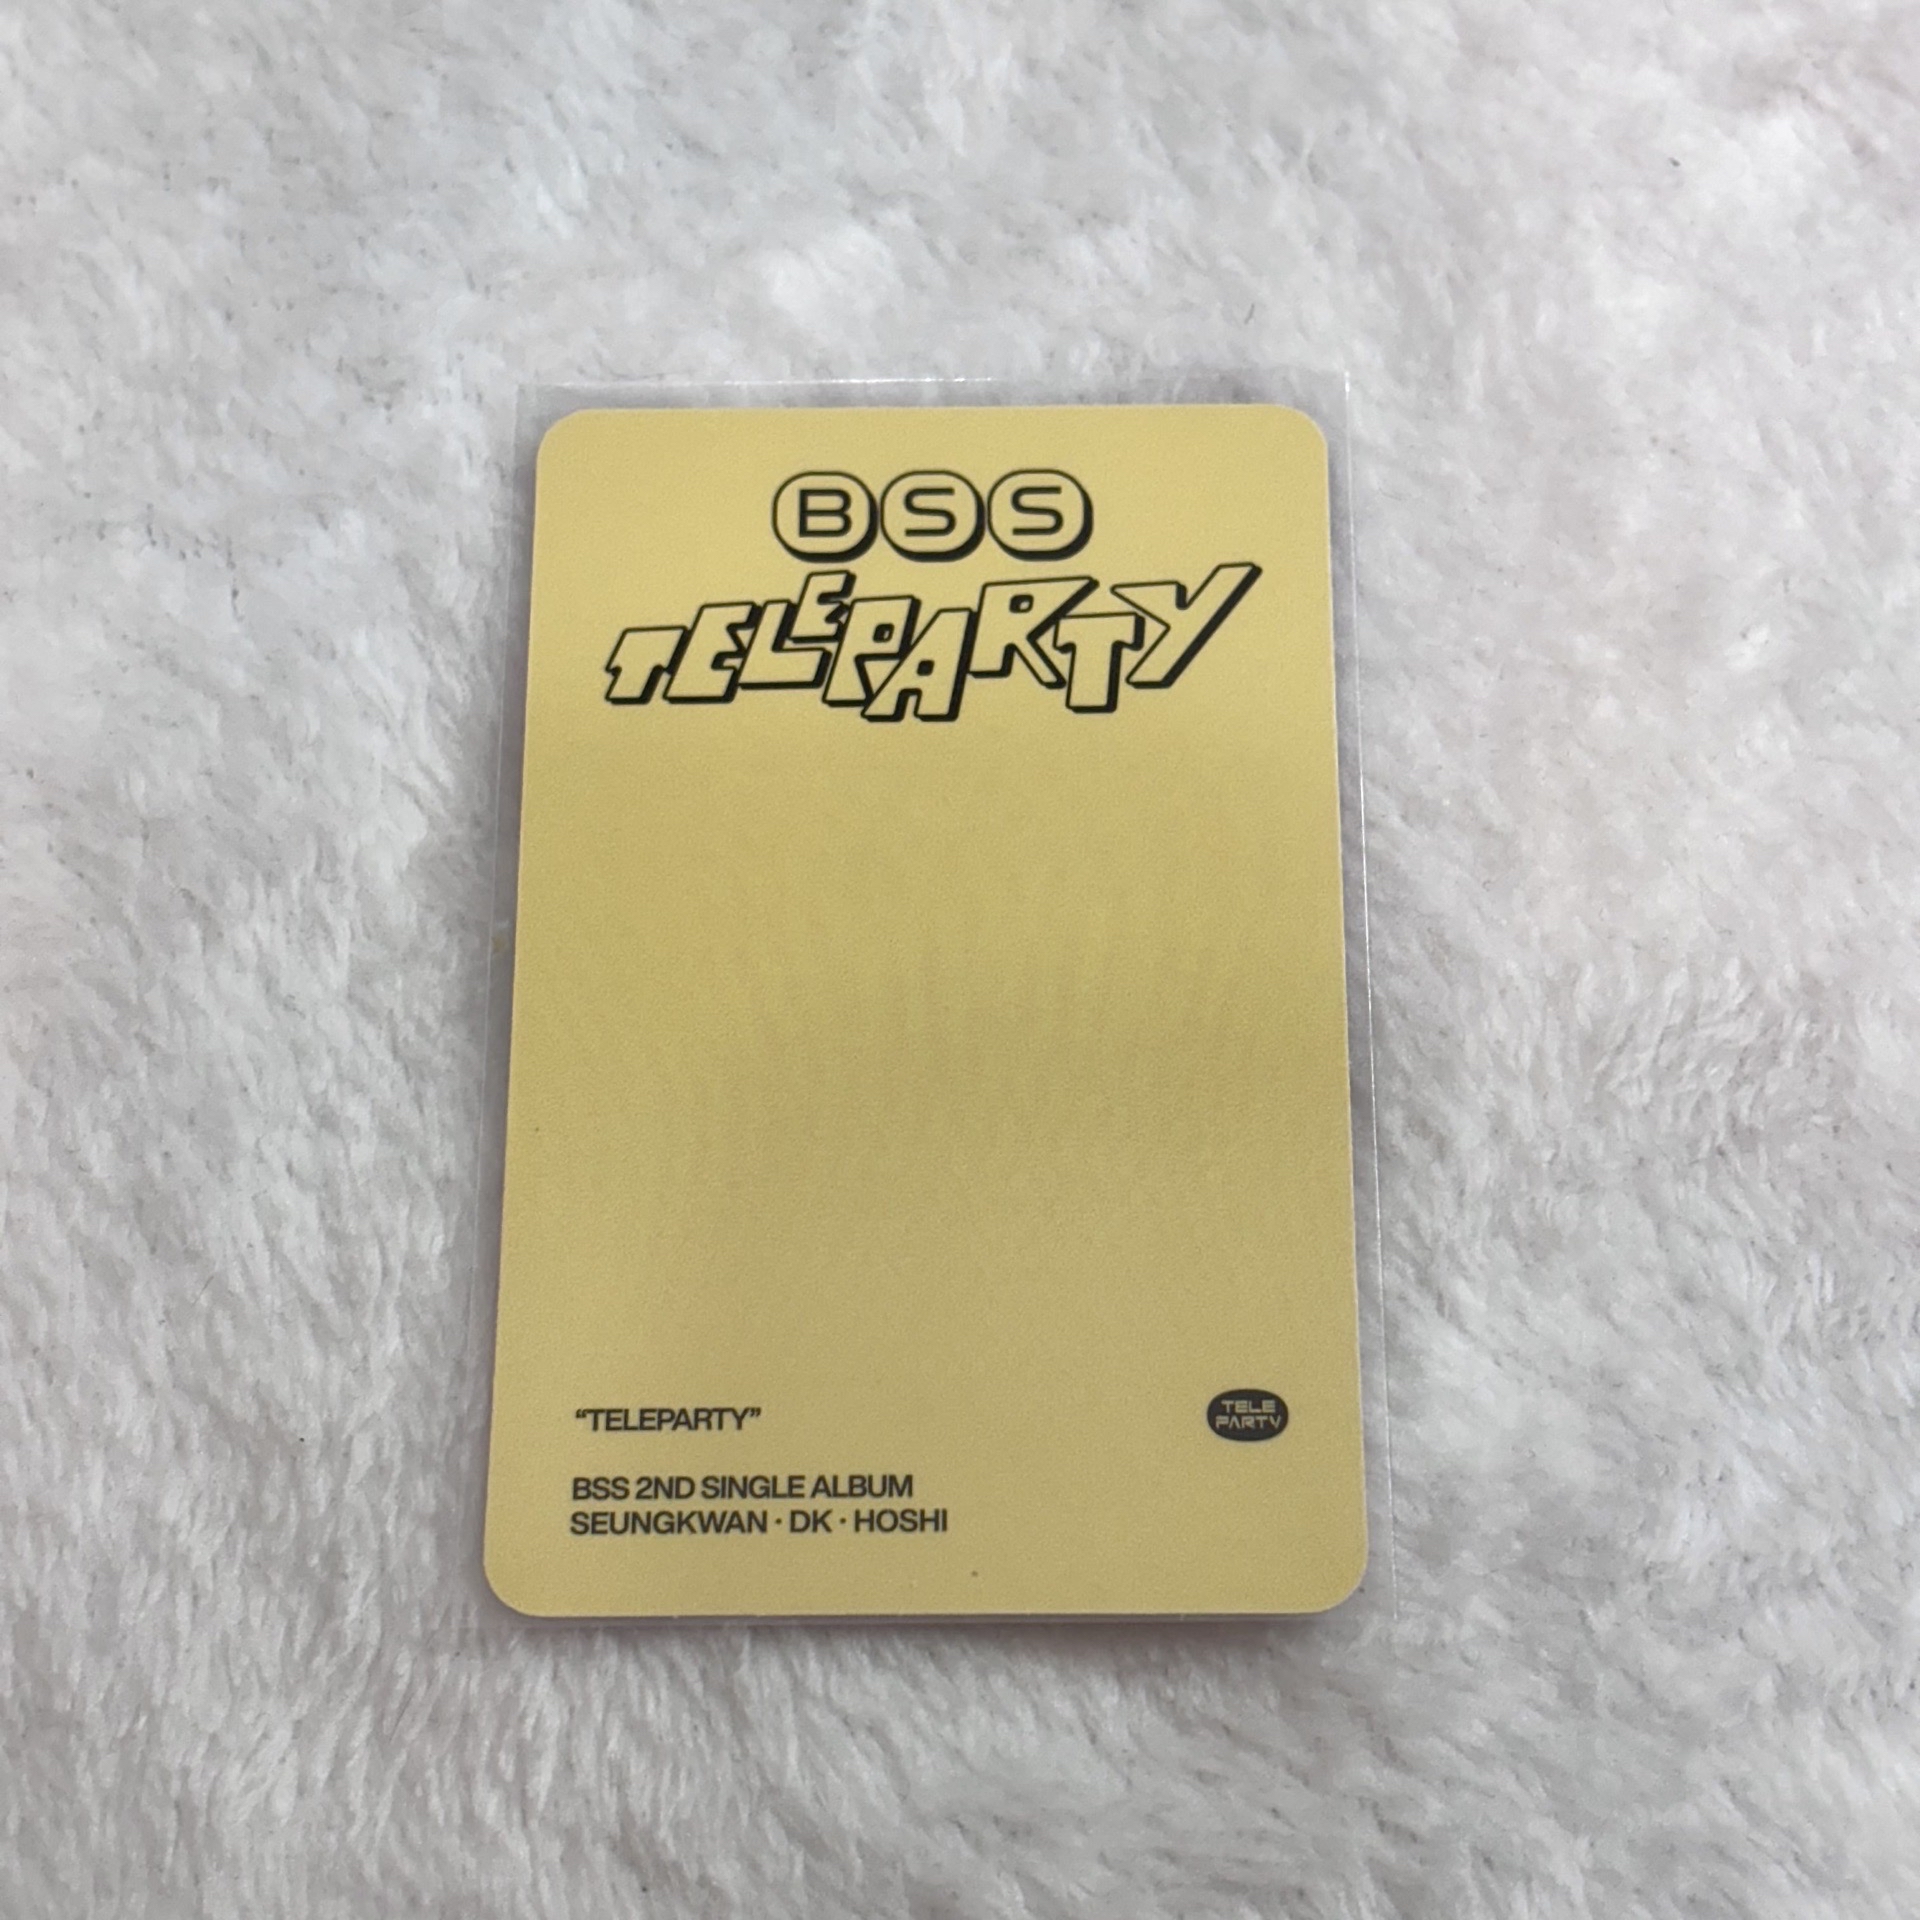 BSS
TELEPARTY
“TELEPARTY”
TELE
PARTY
BSS 2ND SINGLE ALBUM
SEUNGKWAN · DK · HOSHI